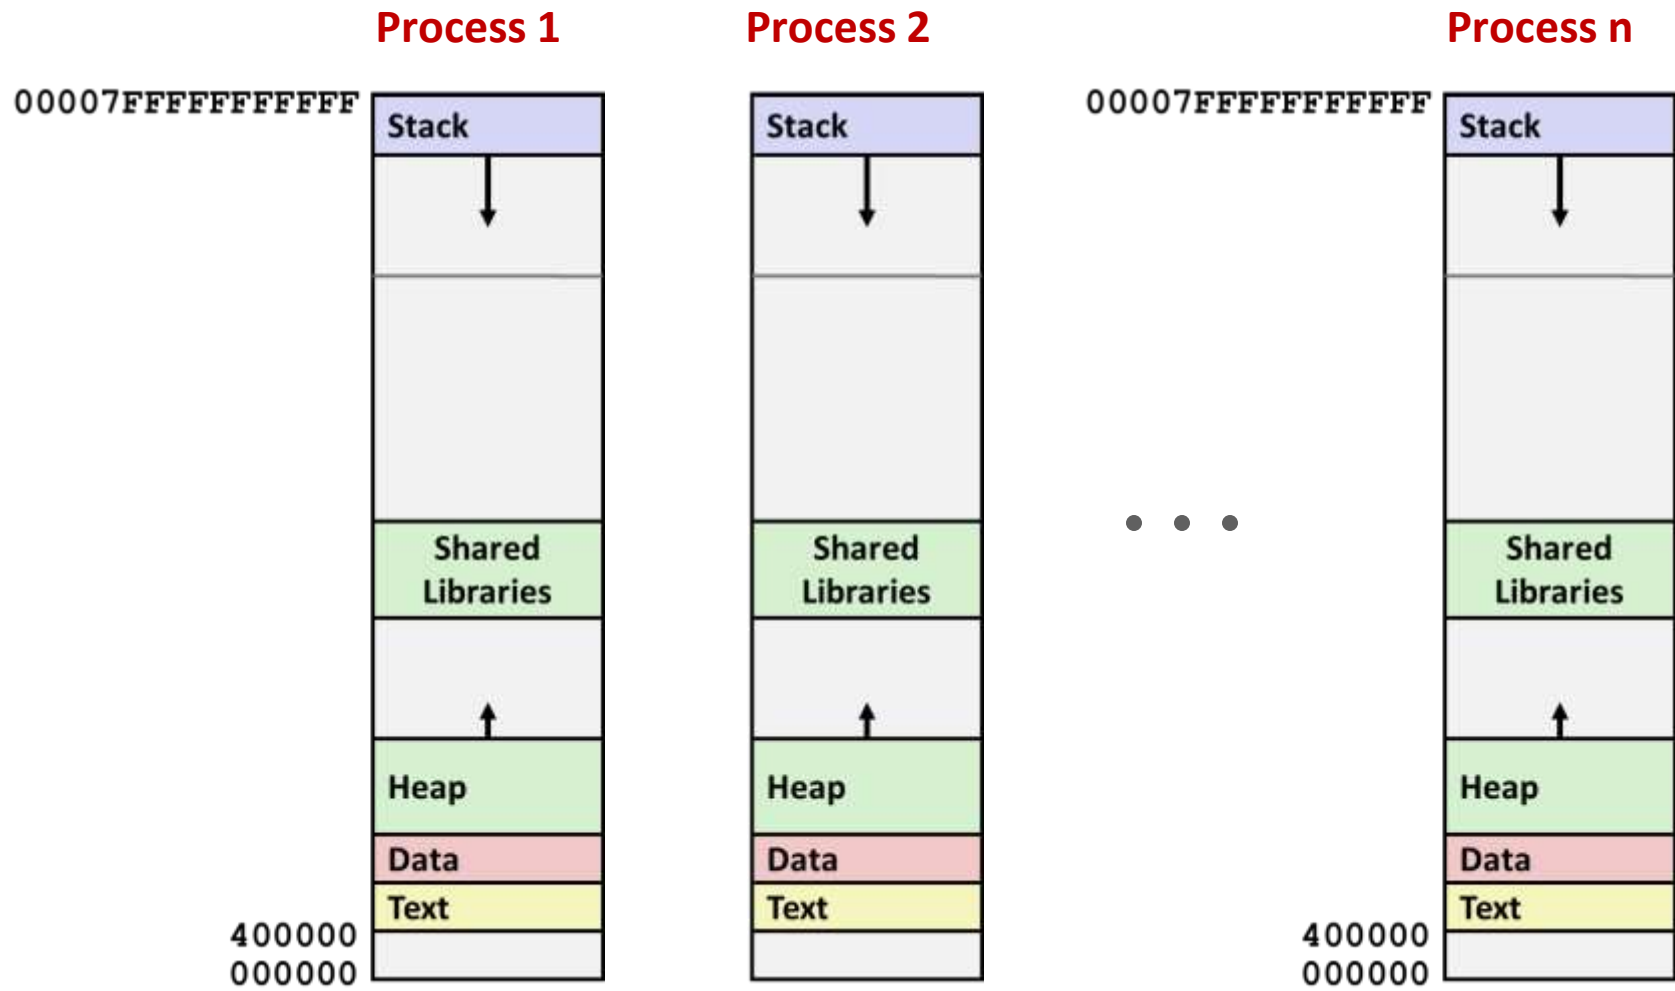 Process 1
Process 2
Process n
00007FFFFFFFFFFF
Stack
Shared
Libraries
Heap
Data
Text
400000
000000
Stack
Shared
Libraries
Heap
Data
Text
00007FFFFFFFFFFF
Stack
Shared
Libraries
Heap
Data
Text
400000
000000